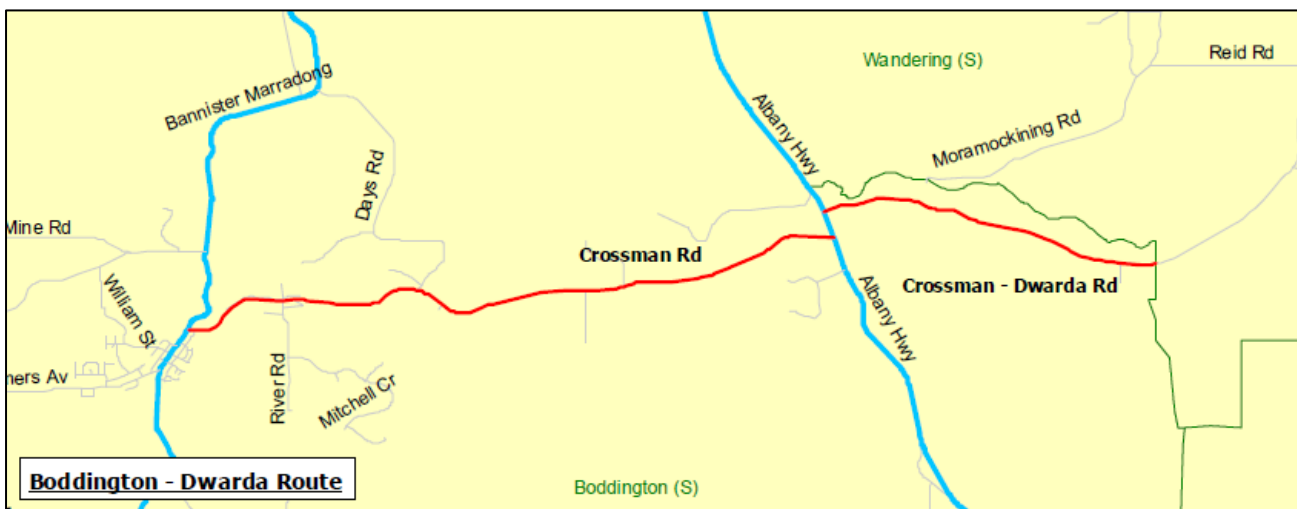 Wandering (S)
Reid Rd
Bannister Marradong
Albany Hwy
Moramockining Rd
Days Rd
Mine Rd
Crossman Rd
William St
Crossman - Dwarda Rd
Albany Hwy
ners Av
River Rd
Mitchell Cr
Boddington - Dwarda Route
Boddington (S)